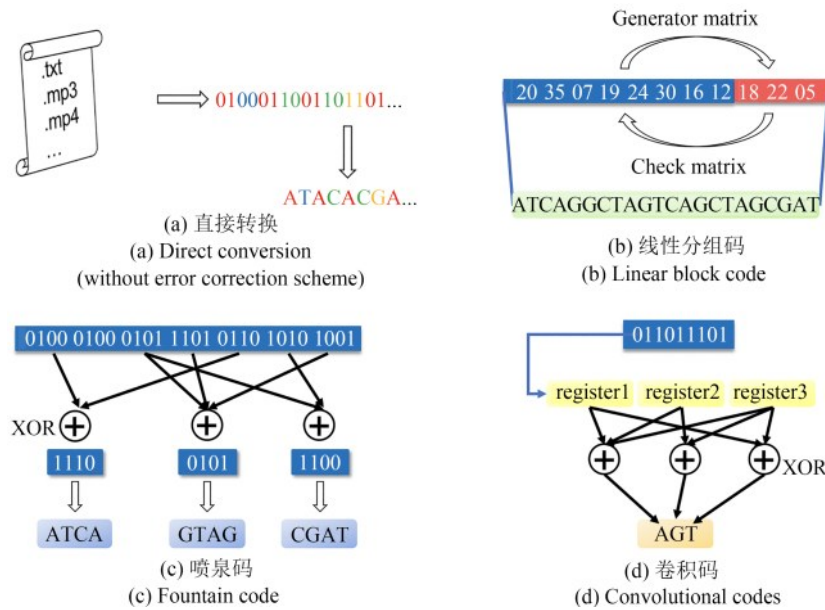 .txt
.mp3
.mp4
...
010001100110 1101...
ATACACGA...
(a) 直接转换
(a) Direct conversion
(without error correction scheme)
Generator matrix
20 35 07 19 24 30 16 12 18 22 05
Check matrix
ATCAGGCTAGTCAGCTAGCGAT
(b) 线性分组码
(b) Linear block code
0100 0100 0101 1101 0110 1010 1001
XOR
1110 0101 1100
ATCA GTAG CGAT
(c) 喷泉码
(c) Fountain code
011011101
register1 register2 register3
XOR
AGT
(d) 卷积码
(d) Convolutional codes